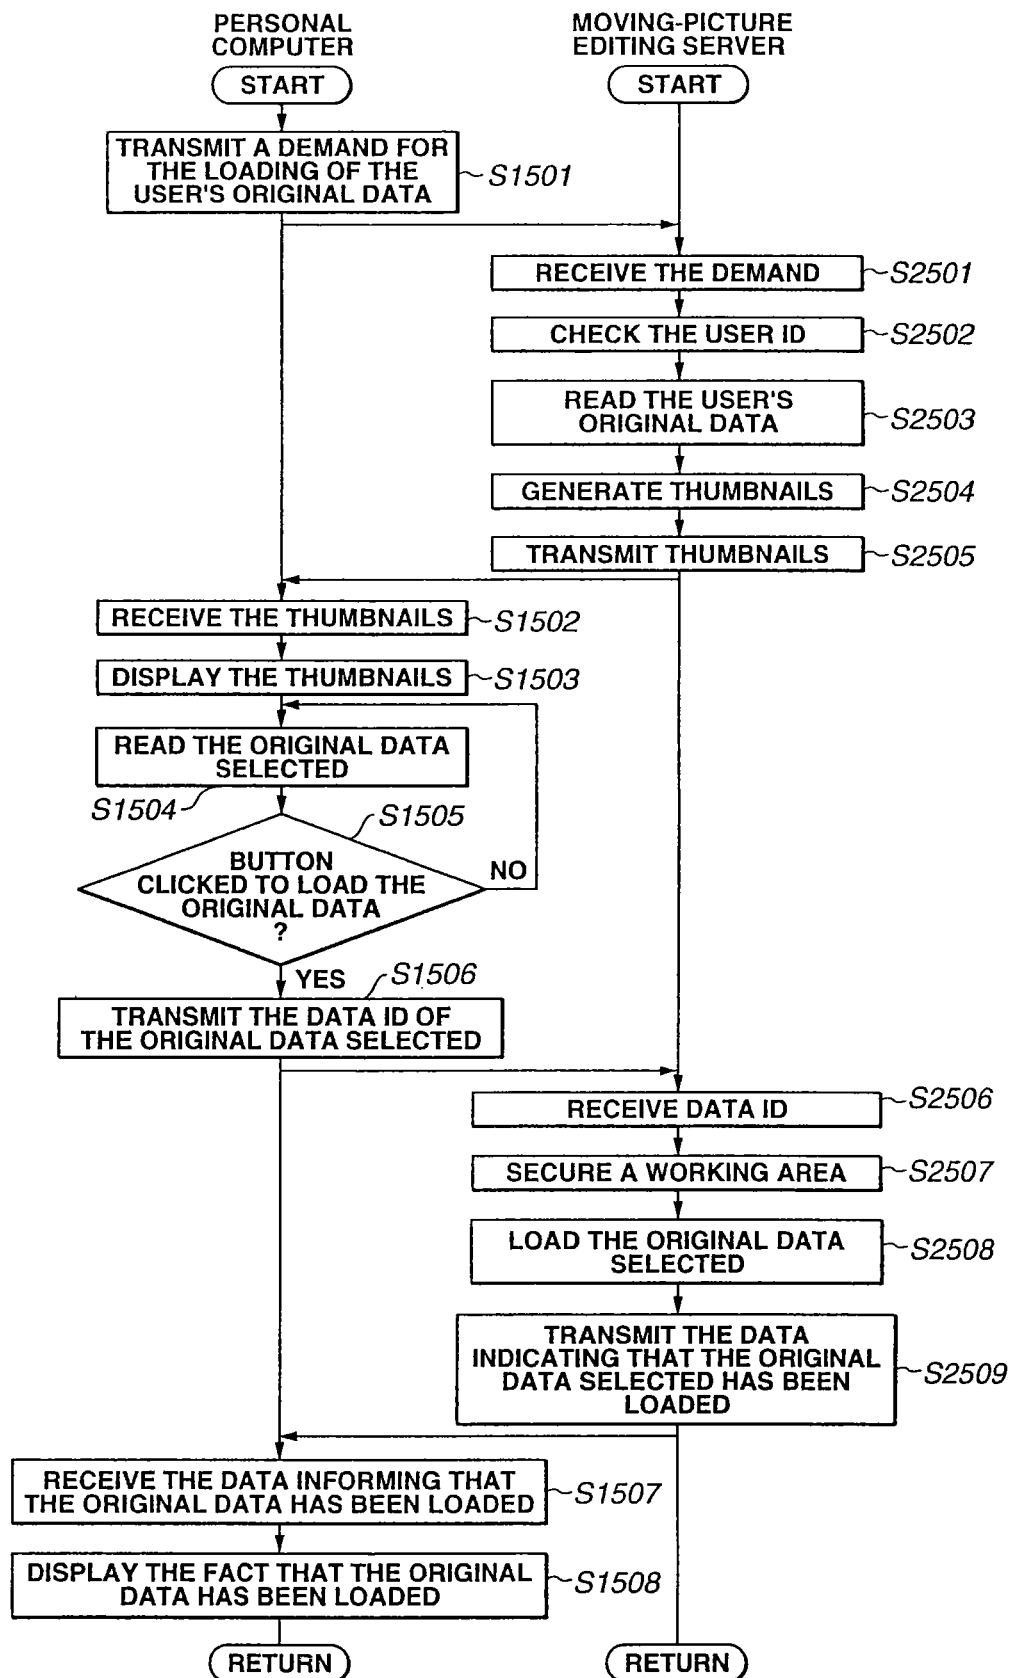 PERSONAL
COMPUTER
MOVING-PICTURE
EDITING SERVER
START
START
TRANSMIT A DEMAND FOR
THE LOADING OF THE
USER'S ORIGINAL DATA
S1501
RECEIVE THE DEMAND
S2501
CHECK THE USER ID
S2502
READ THE USER'S
ORIGINAL DATA
S2503
GENERATE THUMBNAILS
S2504
TRANSMIT THUMBNAILS
S2505
RECEIVE THE THUMBNAILS
S1502
DISPLAY THE THUMBNAILS
S1503
READ THE ORIGINAL DATA
SELECTED
S1504
S1505
BUTTON
CLICKED TO LOAD THE
ORIGINAL DATA
?
NO
YES
S1506
TRANSMIT THE DATA ID OF
THE ORIGINAL DATA SELECTED
RECEIVE DATA ID
S2506
SECURE A WORKING AREA
S2507
LOAD THE ORIGINAL DATA
SELECTED
S2508
TRANSMIT THE DATA
INDICATING THAT THE ORIGINAL
DATA SELECTED HAS BEEN
LOADED
S2509
RECEIVE THE DATA INFORMING THAT
THE ORIGINAL DATA HAS BEEN LOADED
S1507
DISPLAY THE FACT THAT THE ORIGINAL
DATA HAS BEEN LOADED
S1508
RETURN
RETURN